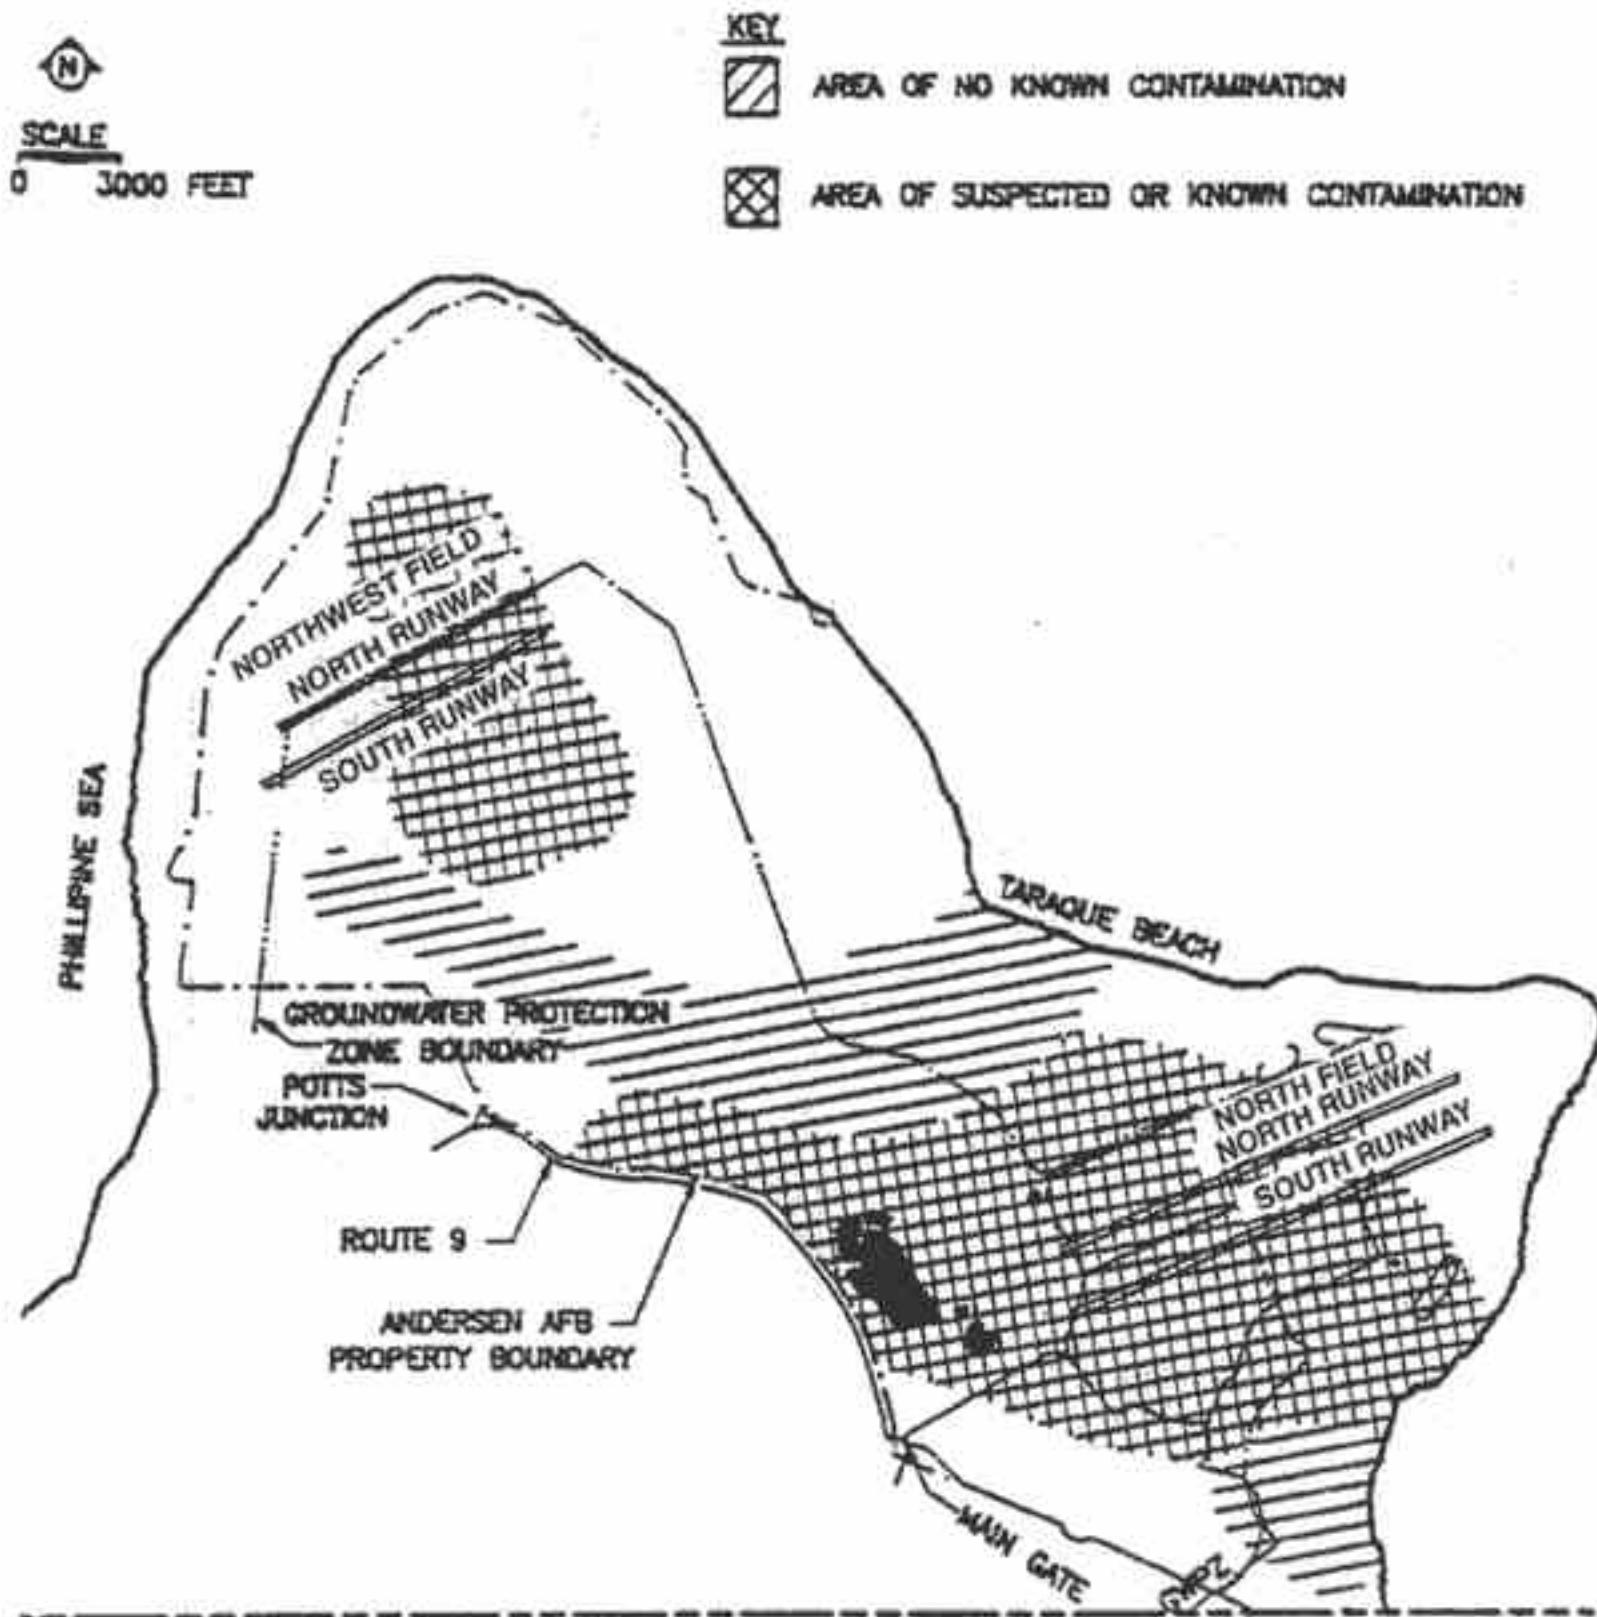 N
SCALE
0 3000 FEET
KEY
AREA OF NO KNOWN CONTAMINATION
AREA OF SUSPECTED OR KNOWN CONTAMINATION
NORTHWEST FIELD
NORTH RUNWAY
SOUTH RUNWAY
PHILLIPINE SEA
TARAGUE BEACH
GROUNDWATER PROTECTION
ZONE BOUNDARY
POTTS
JUNCTION
NORTH FIELD
NORTH RUNWAY
SOUTH RUNWAY
ROUTE 9
ANDERSEN AFB
PROPERTY BOUNDARY
MAIN GATE
GWPZ